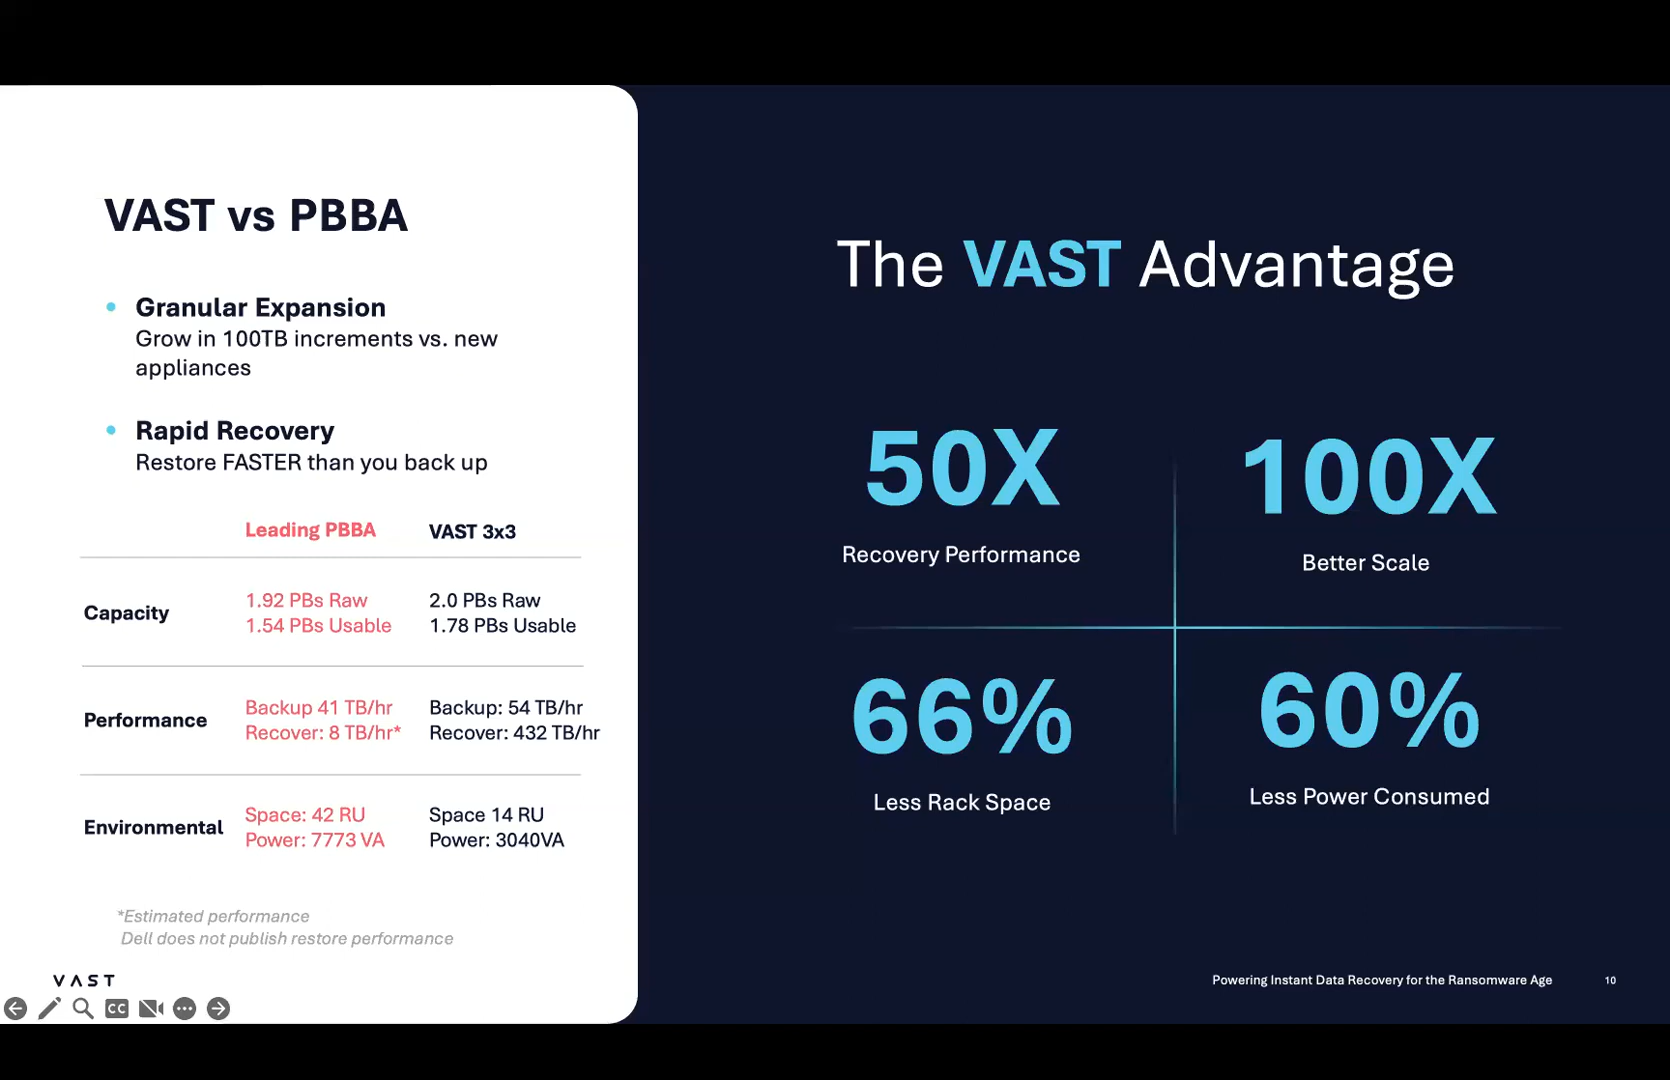 VAST vs PBBA
• Granular Expansion
Grow in 100TB increments vs. new
appliances
• Rapid Recovery
Restore FASTER than you back up
Leading PBBA VAST 3x3
Capacity
1.92 PBs Raw
1.54 PBs Usable
2.0 PBs Raw
1.78 PBs Usable
Performance
Backup 41 TB/hr
Recover: 8 TB/hr*
Backup: 54 TB/hr
Recover: 432 TB/hr
Environmental
Space: 42 RU
Power: 7773 VA
Space 14 RU
Power: 3040VA
*Estimated performance
Dell does not publish restore performance
VAST
CC
The VAST Advantage
50X
Recovery Performance
100X
Better Scale
66%
Less Rack Space
60%
Less Power Consumed
Powering Instant Data Recovery for the Ransomware Age 10